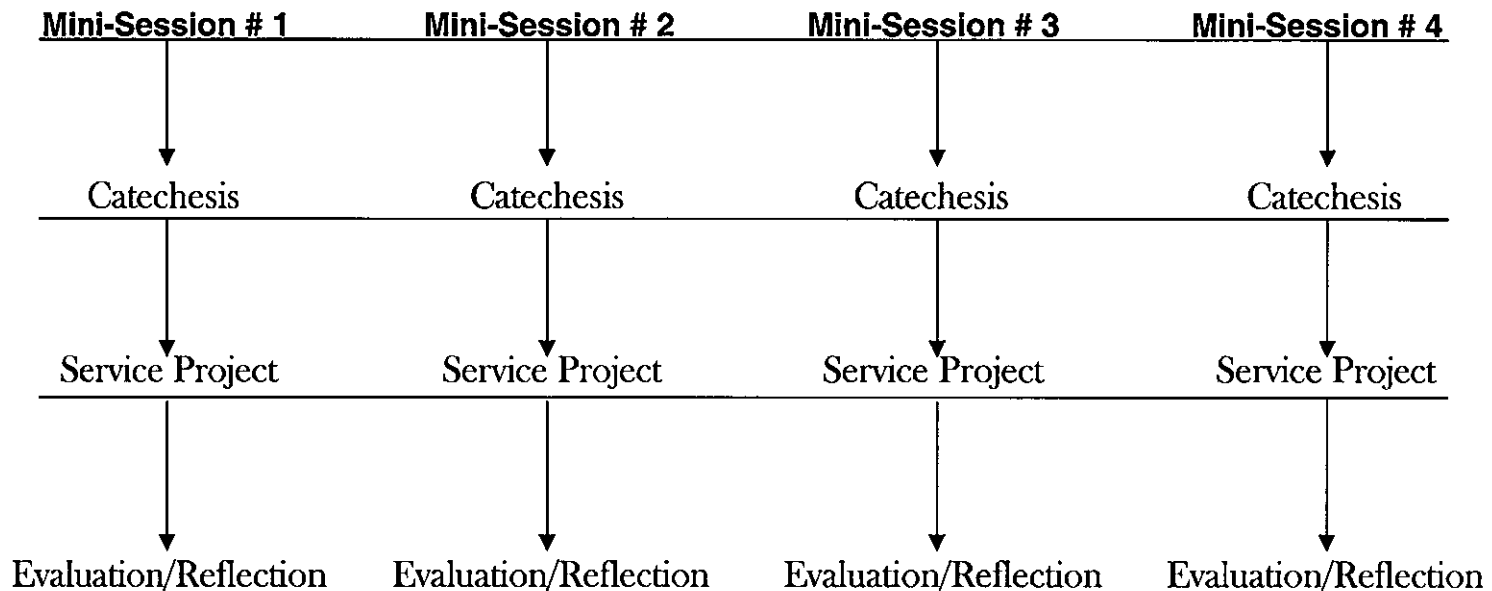 Mini-Session # 1 Mini-Session # 2 Mini-Session # 3 Mini-Session # 4
Catechesis Catechesis Catechesis Catechesis
Service Project Service Project Service Project Service Project
Evaluation/Reflection Evaluation/Reflection Evaluation/Reflection Evaluation/Reflection